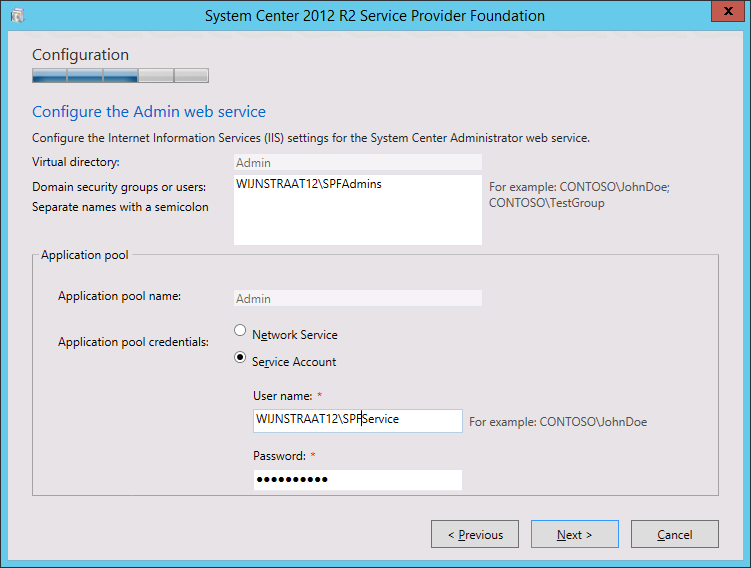 System Center 2012 R2 Service Provider Foundation
x
Configuration
Configure the Admin web service
Configure the Internet Information Services (IIS) settings for the System Center Administrator web service.
Virtual directory: Admin
Domain security groups or users: WIJNSTRAAT12\SPFAdmins For example: CONTOSO\JohnDoe;
Separate names with a semicolon CONTOSO\TestGroup
Application pool
Application pool name: Admin
Application pool credentials: Network Service
Service Account
User name: *
WIJNSTRAAT12\SPFService For example: CONTOSO\JohnDoe
Password: *
●●●●●●●●●●
< Previous Next > Cancel